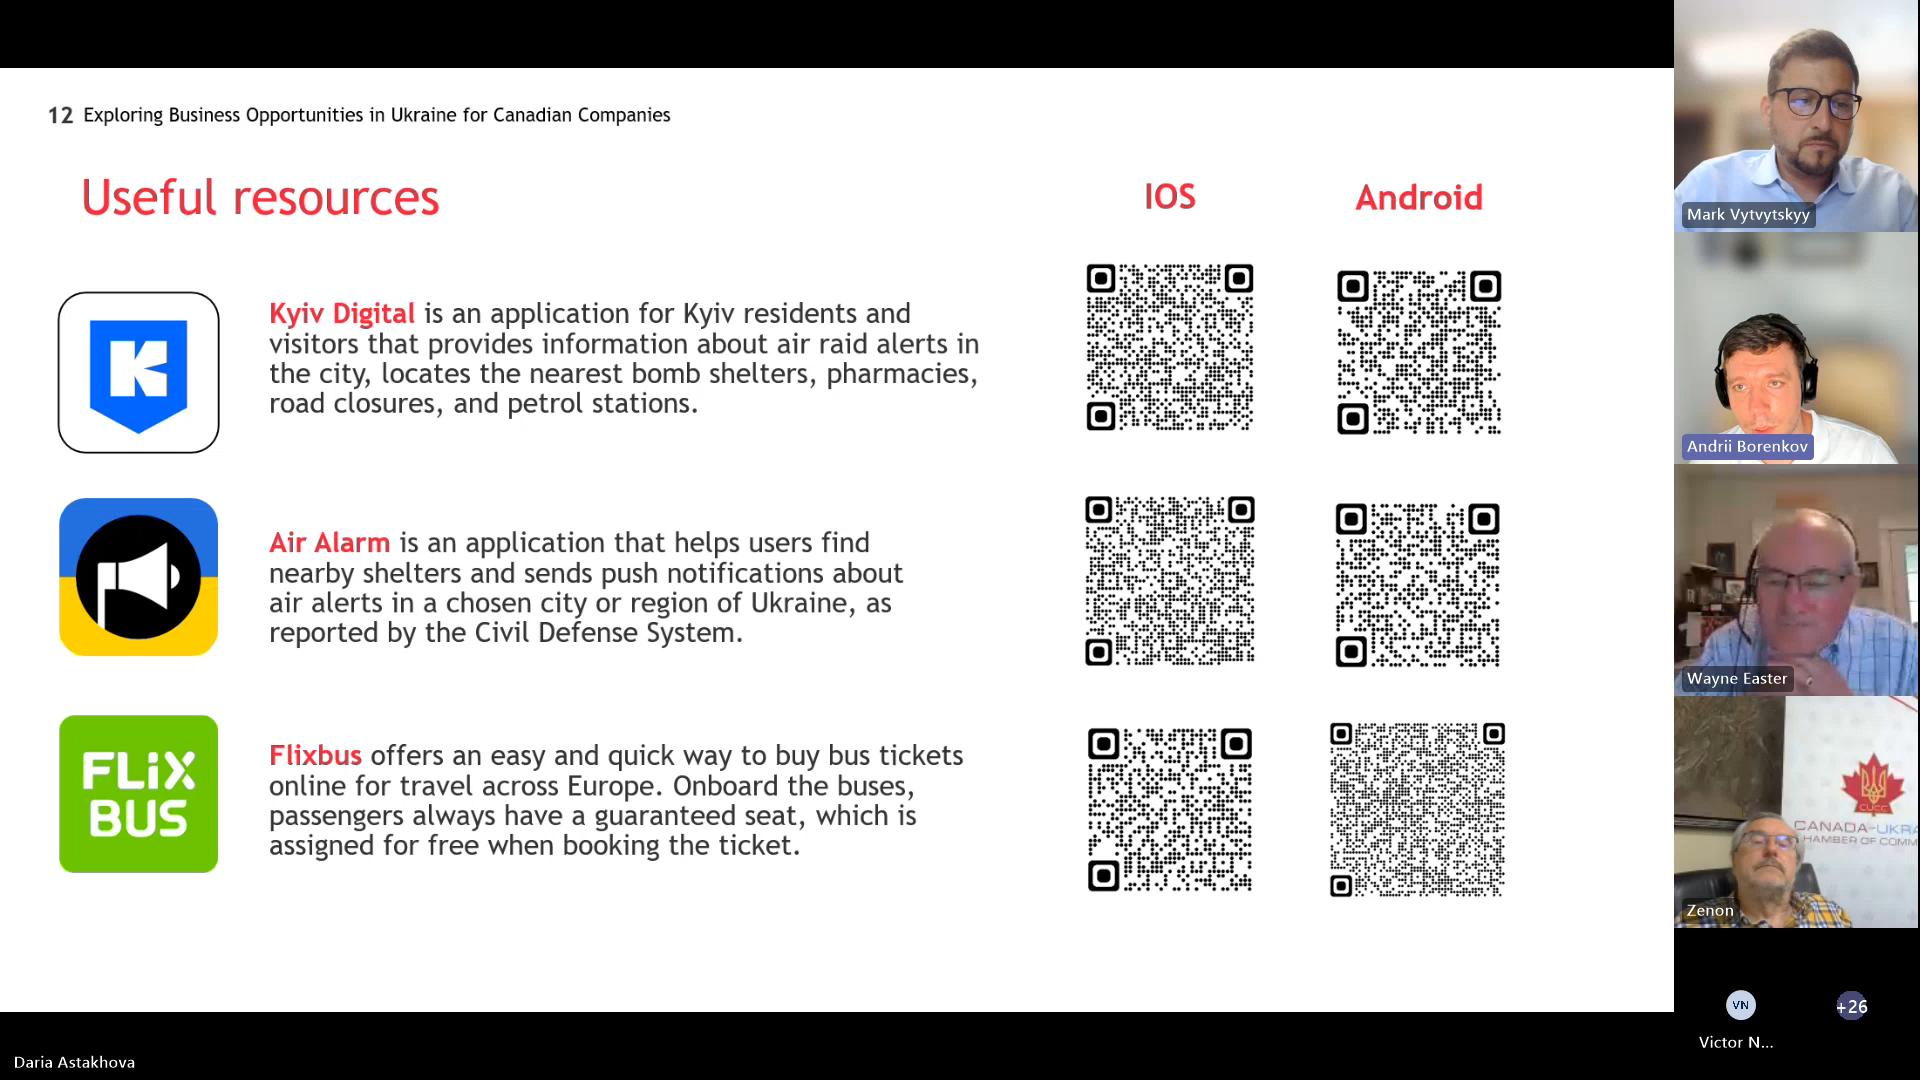 12 Exploring Business Opportunities in Ukraine for Canadian Companies
Useful resources
IOS
Android
K
Kyiv Digital is an application for Kyiv residents and
visitors that provides information about air raid alerts in
the city, locates the nearest bomb shelters, pharmacies,
road closures, and petrol stations.
Air Alarm is an application that helps users find
nearby shelters and sends push notifications about
air alerts in a chosen city or region of Ukraine, as
reported by the Civil Defense System.
FLiX
BUS
Flixbus offers an easy and quick way to buy bus tickets
online for travel across Europe. Onboard the buses,
passengers always have a guaranteed seat, which is
assigned for free when booking the ticket.
Mark Vytvytskyy
Andrii Borenkov
Wayne Easter
CUCC
CANADA-UKRA
HAMBER OF COMM
Zenon
VN
+26
Victor N...
Daria Astakhova